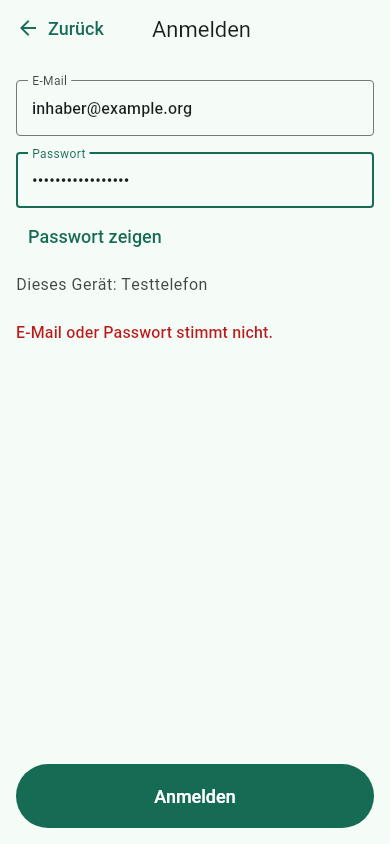 Zurück
Anmelden
E-Mail
inhaber@example.org
Passwort
•••••••••••••••••
Passwort zeigen
Dieses Gerät: Testtelefon
E-Mail oder Passwort stimmt nicht.
Anmelden